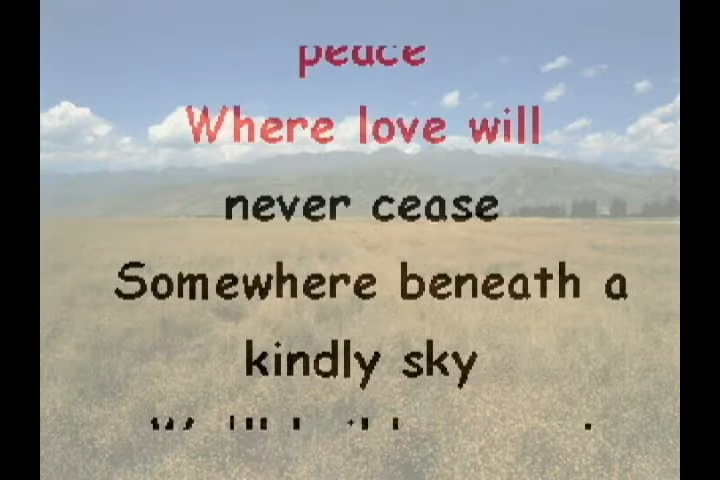 peace
Where love will
never cease
Somewhere beneath a
kindly sky